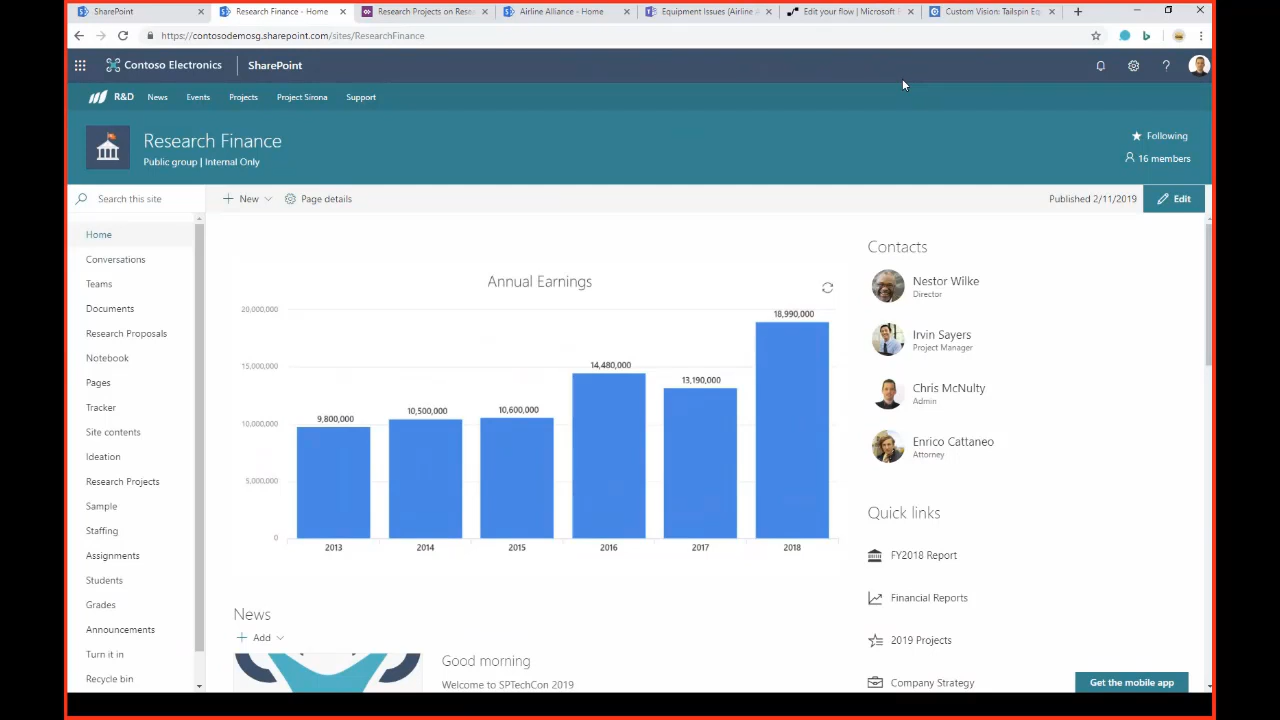 SharePoint
Research Finance - Home
Research Projects on Rese
Airline Alliance - Home
Equipment Issues (Airline
Edit your flow | Microsoft
Custom Vision: Tailspin Eq
https://contosodemosg.sharepoint.com/sites/ResearchFinance
Contoso Electronics
SharePoint
R&D
News
Events
Projects
Project Sirona
Support
Research Finance
Public group | Internal Only
Following
16 members
Search this site
New
Page details
Published 2/11/2019
Edit
Home
Conversations
Teams
Documents
Research Proposals
Notebook
Pages
Tracker
Site contents
Ideation
Research Projects
Sample
Staffing
Assignments
Students
Grades
Announcements
Turn it in
Recycle bin
Annual Earnings
20,000,000
15,000,000
10,000,000
5,000,000
0
9,800,000
10,500,000
10,600,000
14,480,000
13,190,000
18,990,000
2013
2014
2015
2016
2017
2018
News
Add
Good morning
Welcome to SPTechCon 2019
Contacts
Nestor Wilke
Director
Irvin Sayers
Project Manager
Chris McNulty
Admin
Enrico Cattaneo
Attorney
Quick links
FY2018 Report
Financial Reports
2019 Projects
Company Strategy
Get the mobile app